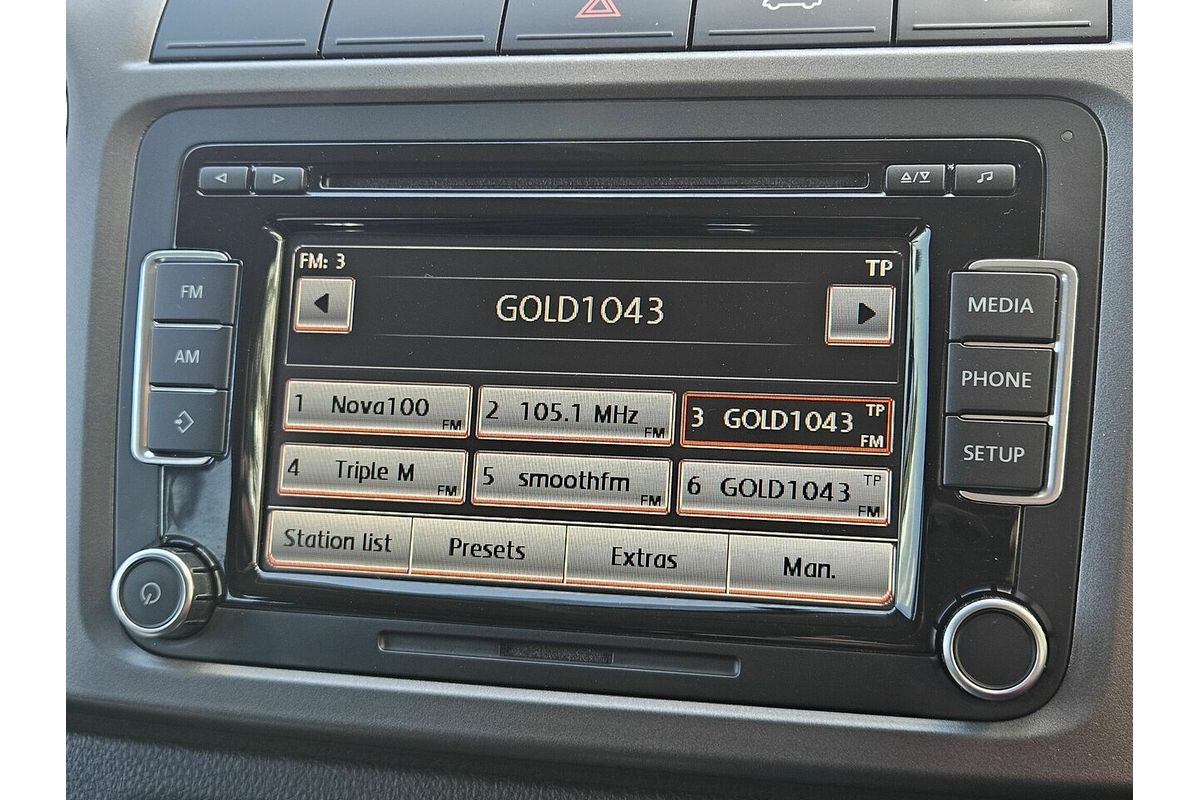 FM: 3
TP
GOLD1043
FM
AM
MEDIA
PHONE
SETUP
1 Nova100 FM
2 105.1 MHz FM
3 GOLD1043 TP FM
4 Triple M FM
5 smoothfm FM
6 GOLD1043 TP FM
Station list
Presets
Extras
Man.